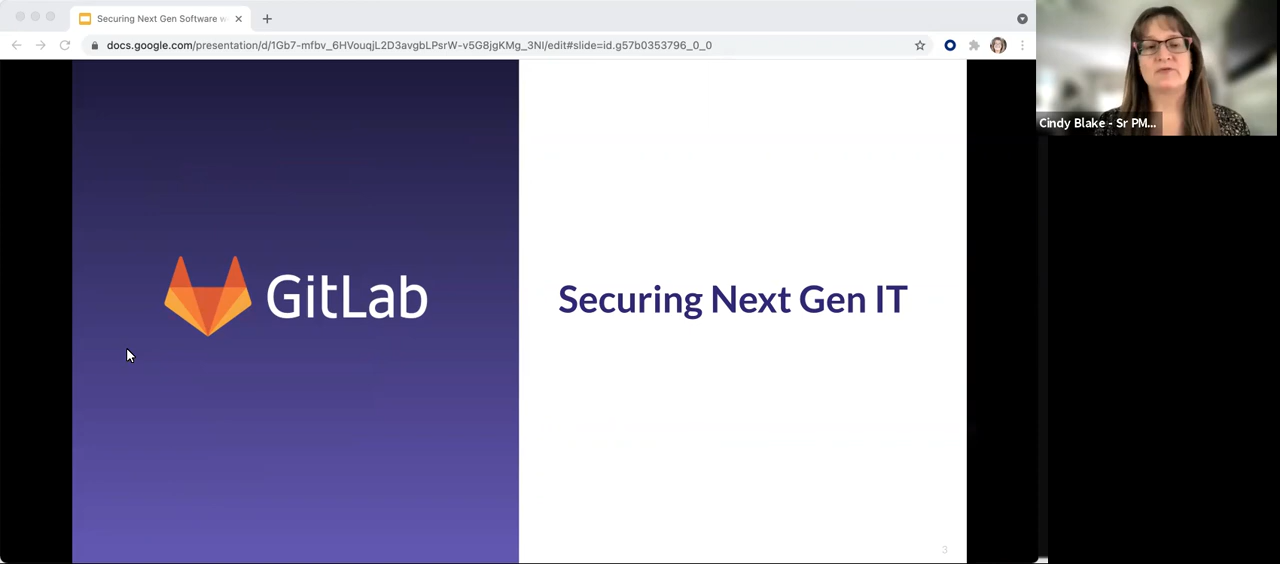 Securing Next Gen Software w
docs.google.com/presentation/d/1Gb7-mfbv_6HVouqjL2D3avgbLPsrW-v5G8jgKMg_3NI/edit#slide=id.g57b0353796_0_0
Cindy Blake - Sr PM...
GitLab
Securing Next Gen IT
3